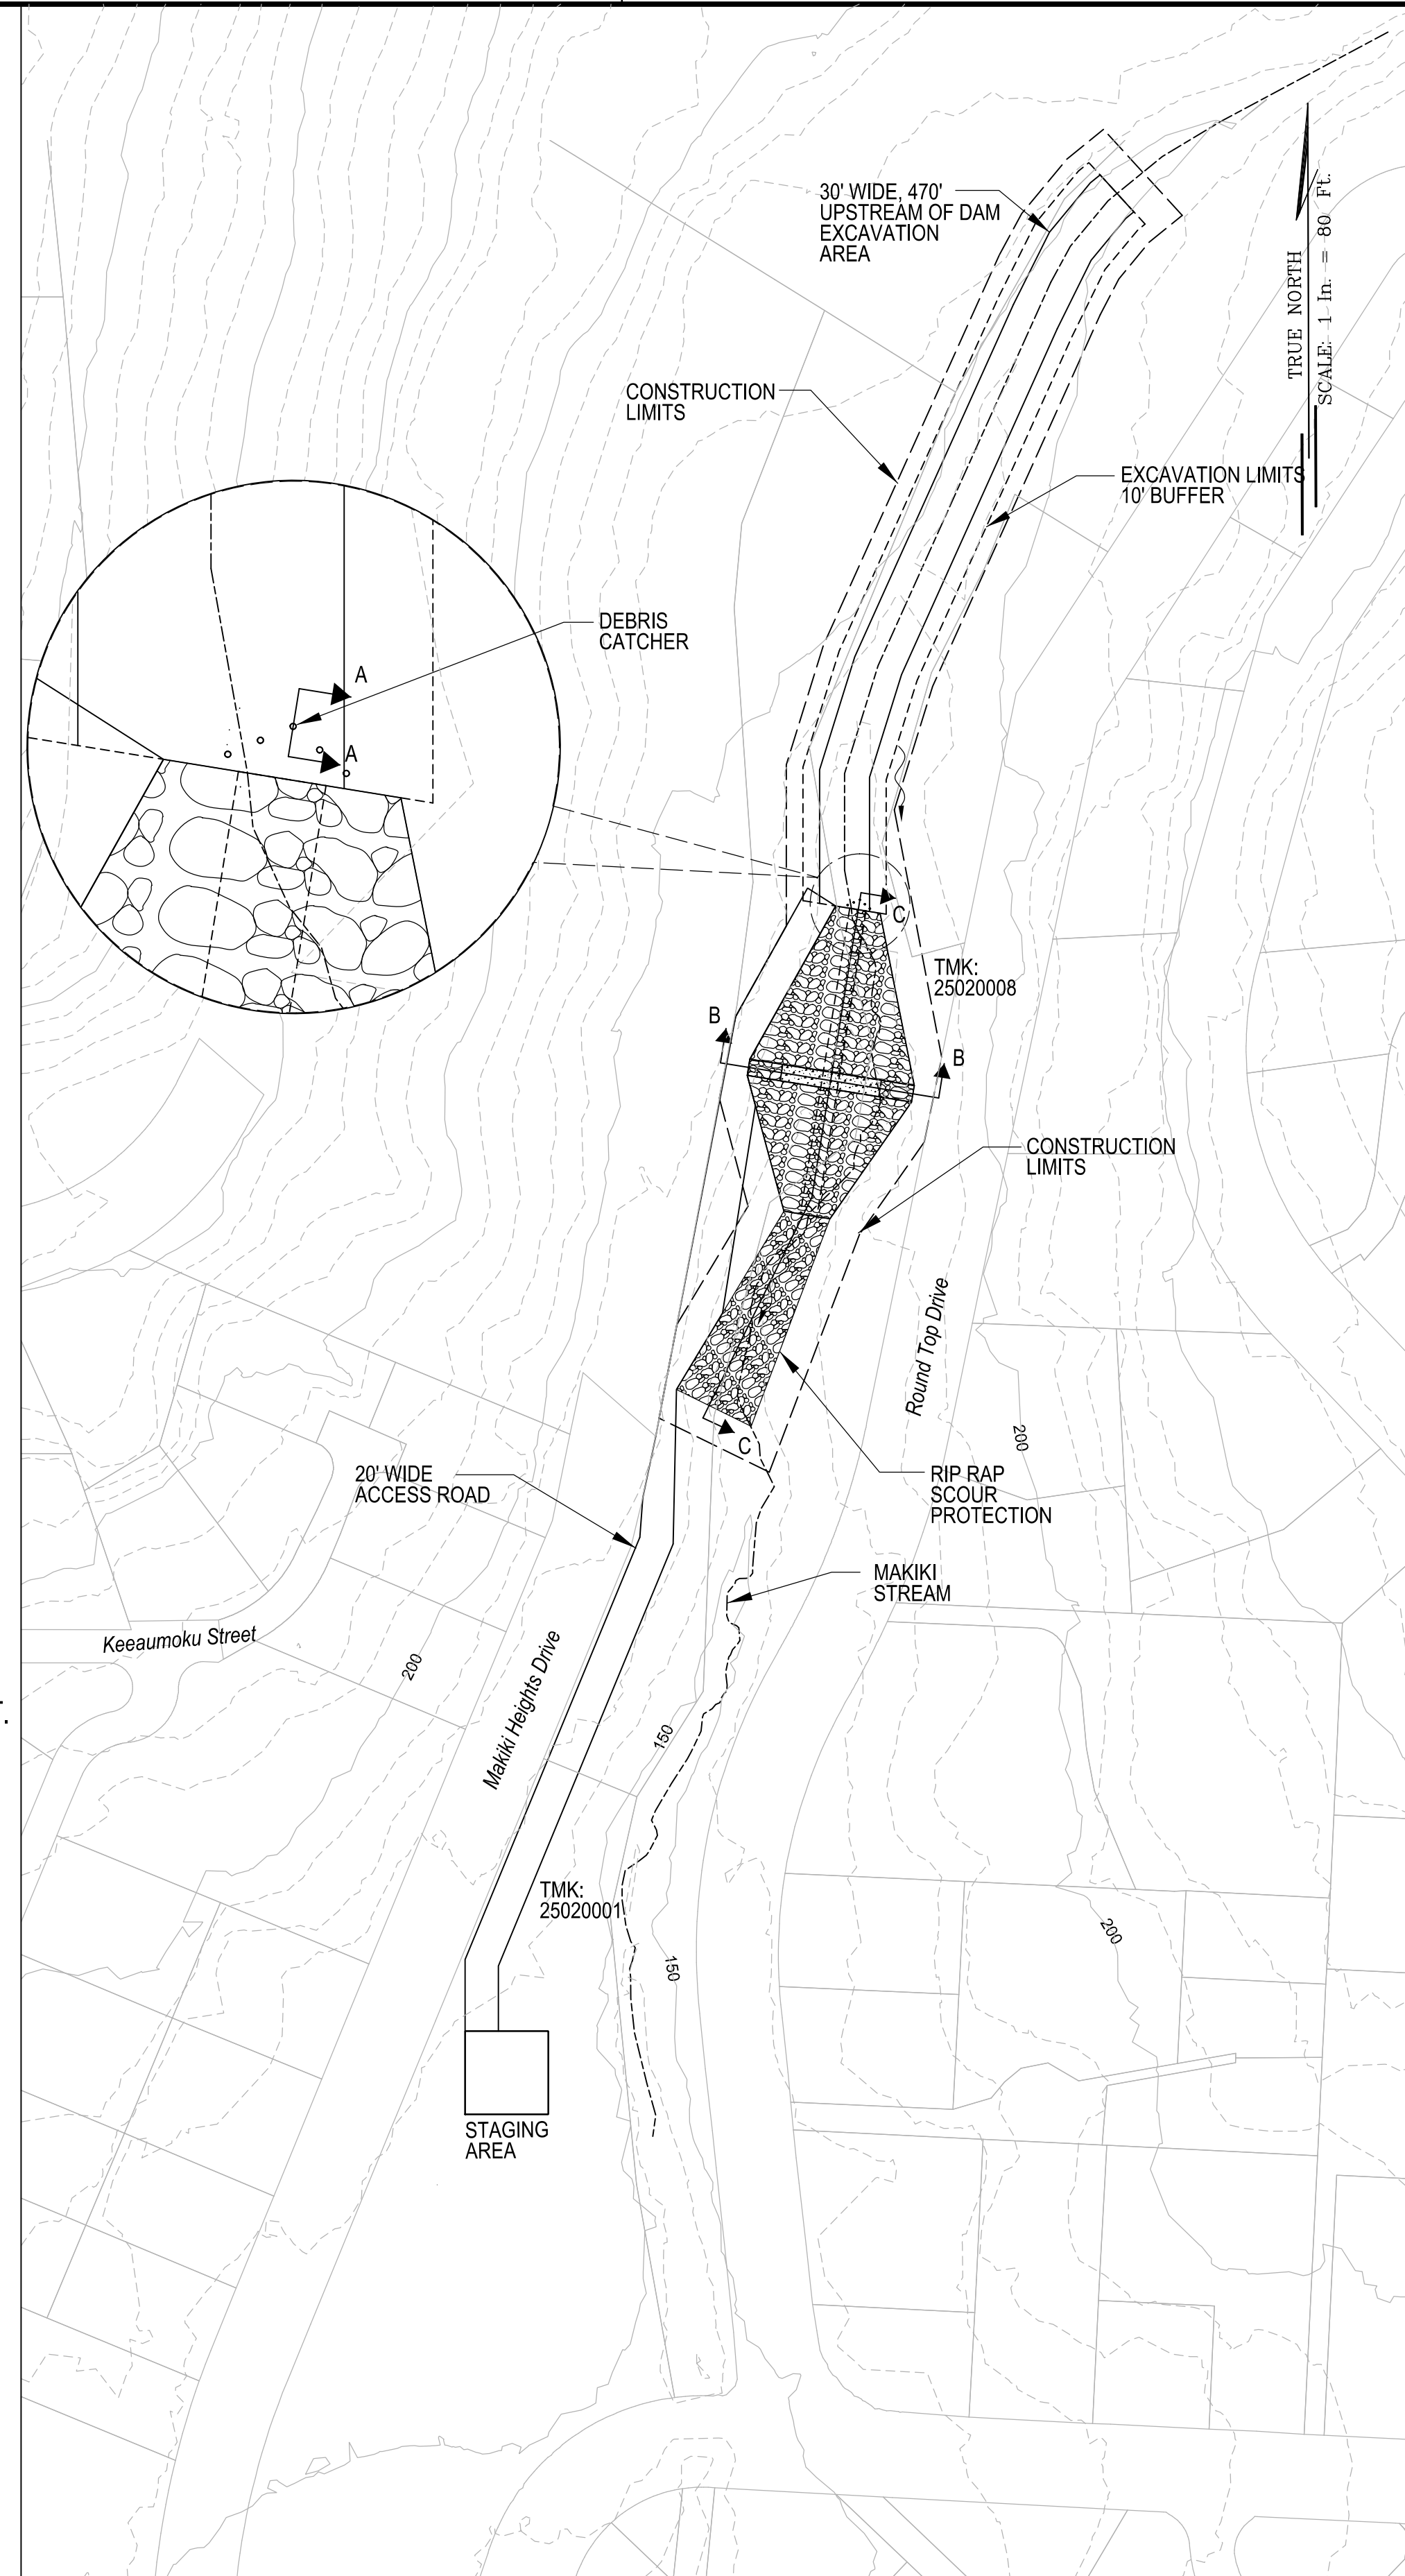 30' WIDE, 470'
UPSTREAM OF DAM
EXCAVATION
AREA
TRUE NORTH
SCALE: 1 In. = 80 Ft.
CONSTRUCTION
LIMITS
EXCAVATION LIMITS
10' BUFFER
DEBRIS
CATCHER
A
A
C
TMK:
25020008
B
B
CONSTRUCTION
LIMITS
Round Top Drive
200
C
20' WIDE
ACCESS ROAD
RIP RAP
SCOUR
PROTECTION
MAKIKI
STREAM
Keeaumoku Street
200
Makiki Heights Drive
150
TMK:
25020001
200
150
STAGING
AREA